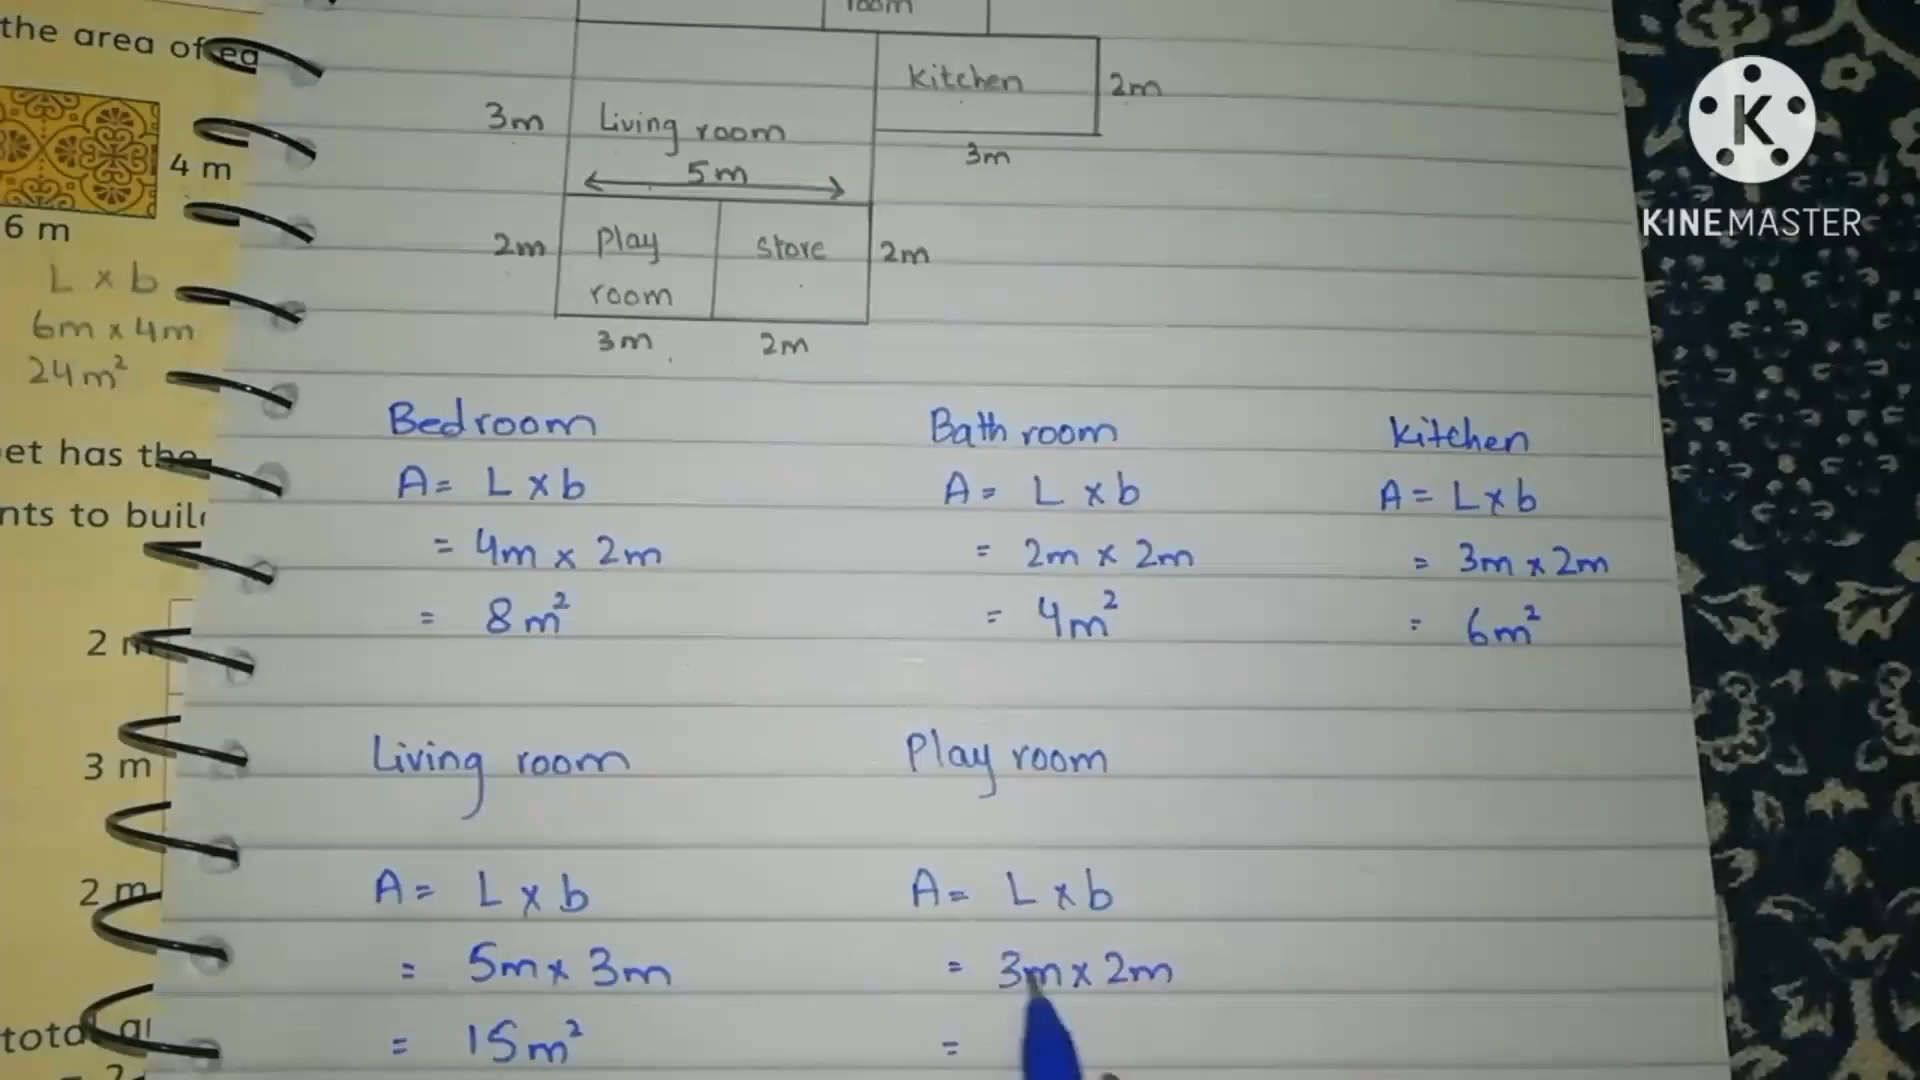 the area of ea
4 m
6 m
L × b
6m × 4m
24m²
et has the
nts to buil
2 m
3 m
2 m
total
room
Kitchen
2m
3m
3m
Living room
5m
2m
Play
room
store
2m
3m
2m
Bedroom
A= L×b
= 4m × 2m
= 8m²
Bath room
A= L ×b
= 2m × 2m
= 4m²
Kitchen
A= L×b
= 3m × 2m
= 6m²
Living room
A= L × b
= 5m × 3m
= 15m²
Play room
A= L × b
= 3m × 2m
=
K
KINEMASTER